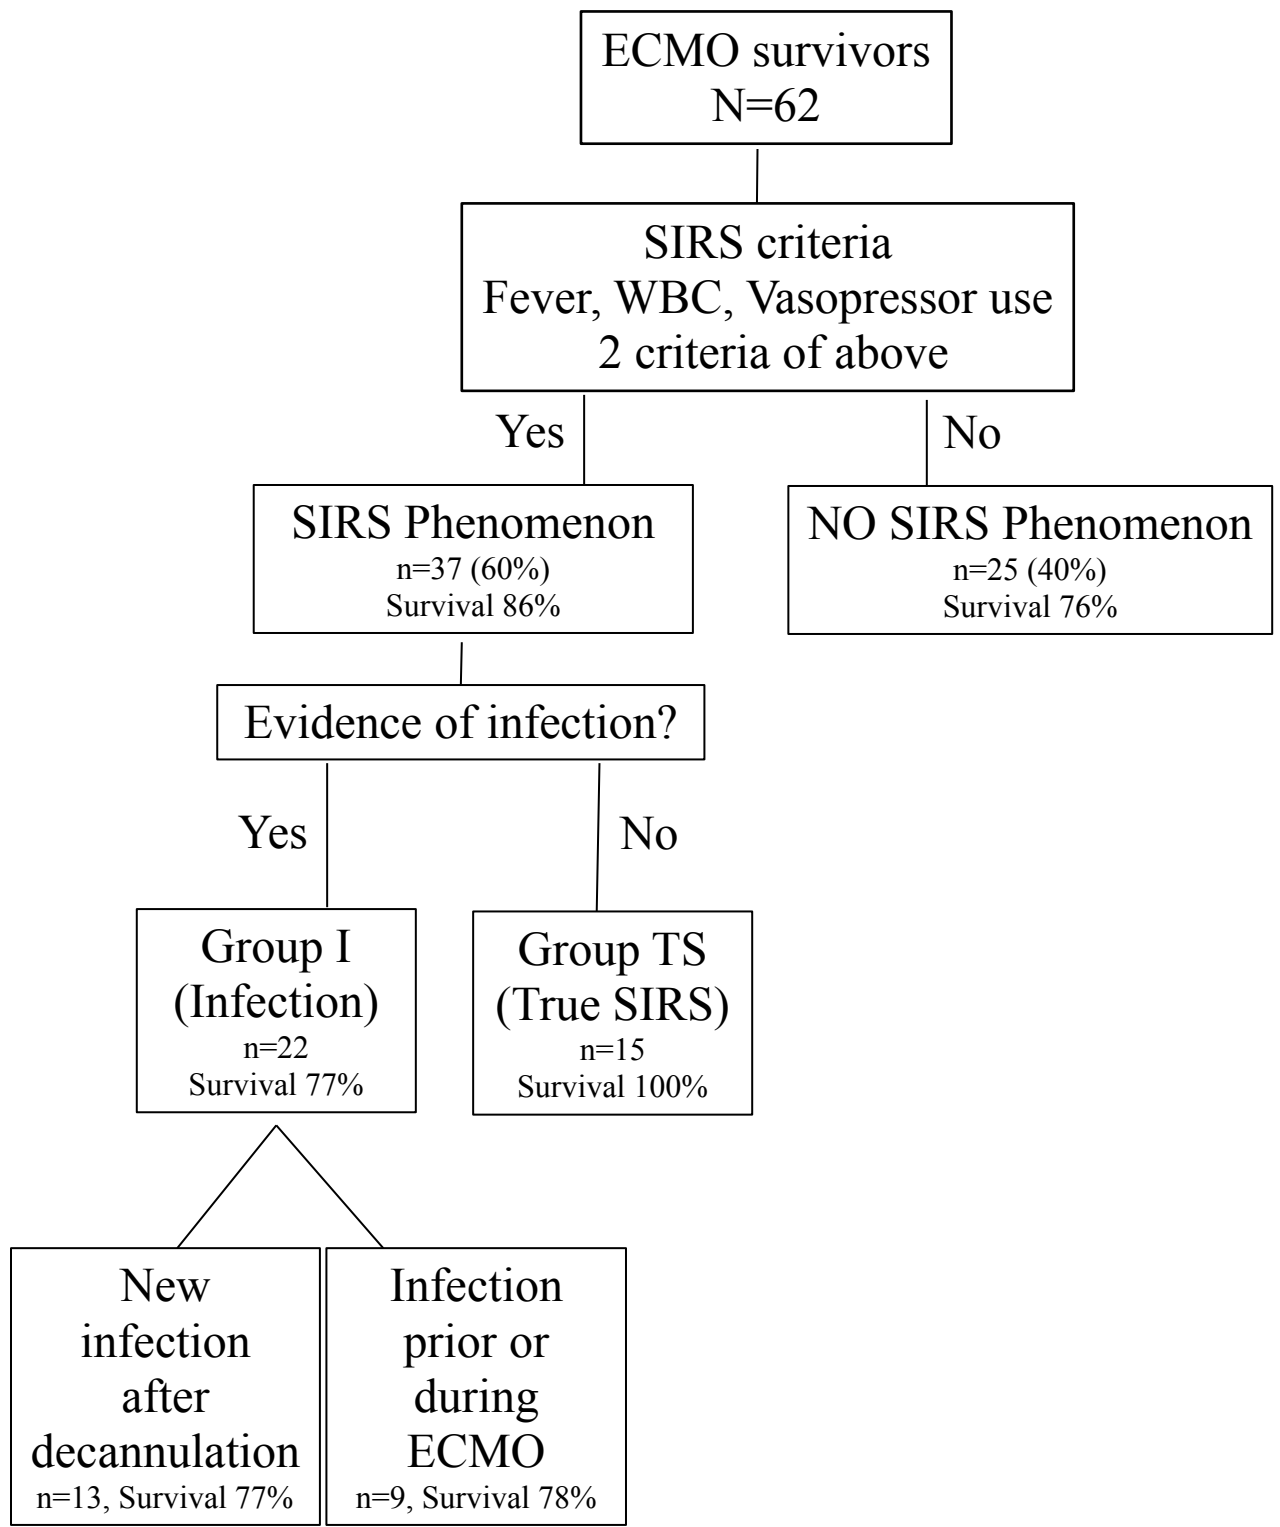 ECMO survivors
N=62
SIRS criteria
Fever, WBC, Vasopressor use
2 criteria of above
Yes
No
SIRS Phenomenon
n=37 (60%)
Survival 86%
NO SIRS Phenomenon
n=25 (40%)
Survival 76%
Evidence of infection?
Yes
No
Group I
(Infection)
n=22
Survival 77%
Group TS
(True SIRS)
n=15
Survival 100%
New
infection
after
decannulation
n=13, Survival 77%
Infection
prior or
during
ECMO
n=9, Survival 78%